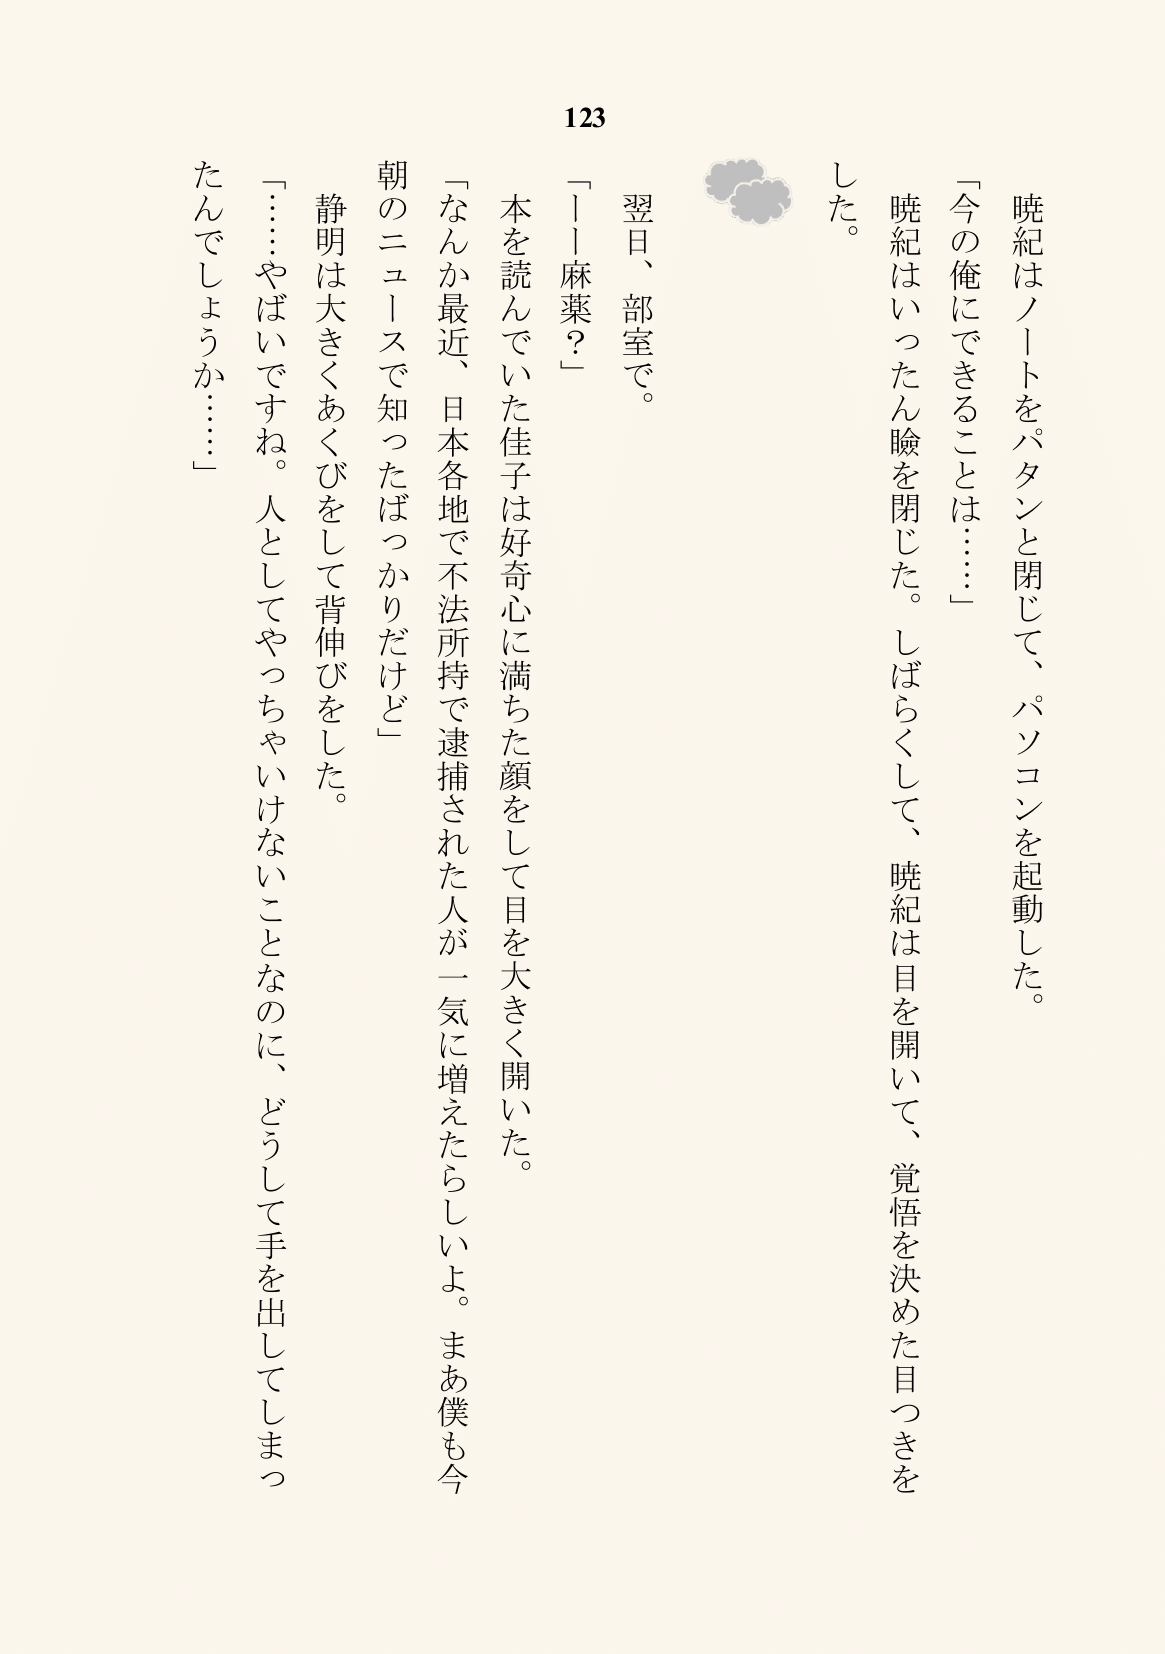 123
　暁紀はノートをパタンと閉じて、パソコンを起動した。
「今の俺にできることは……」
　暁紀はいったん瞼を閉じた。しばらくして、暁紀は目を開いて、覚悟を決めた目つきを
した。
　翌日、部室で。
「ーー麻薬？」
　本を読んでいた佳子は好奇心に満ちた顔をして目を大きく開いた。
「なんか最近、日本各地で不法所持で逮捕された人が一気に増えたらしいよ。まあ僕も今
朝のニュースで知ったばっかりだけど」
　静明は大きくあくびをして背伸びをした。
「……やばいですね。人としてやっちゃいけないことなのに、どうして手を出してしまっ
たんでしょうか……」